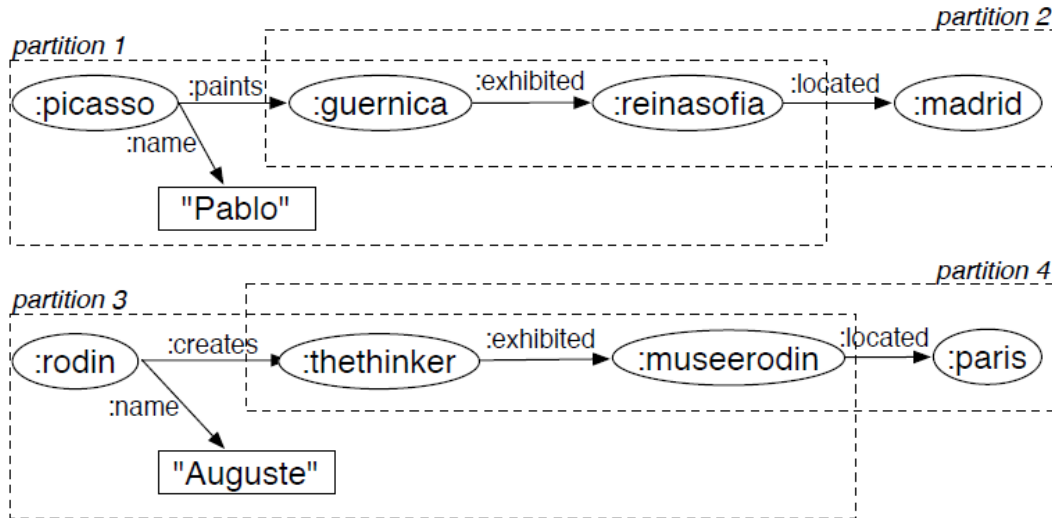 partition 2
partition 1
:picasso :paints :guernica :exhibited :reinasofia :located :madrid
:name
"Pablo"
partition 4
partition 3
:rodin :creates :thethinker :exhibited :museerodin :located :paris
:name
"Auguste"